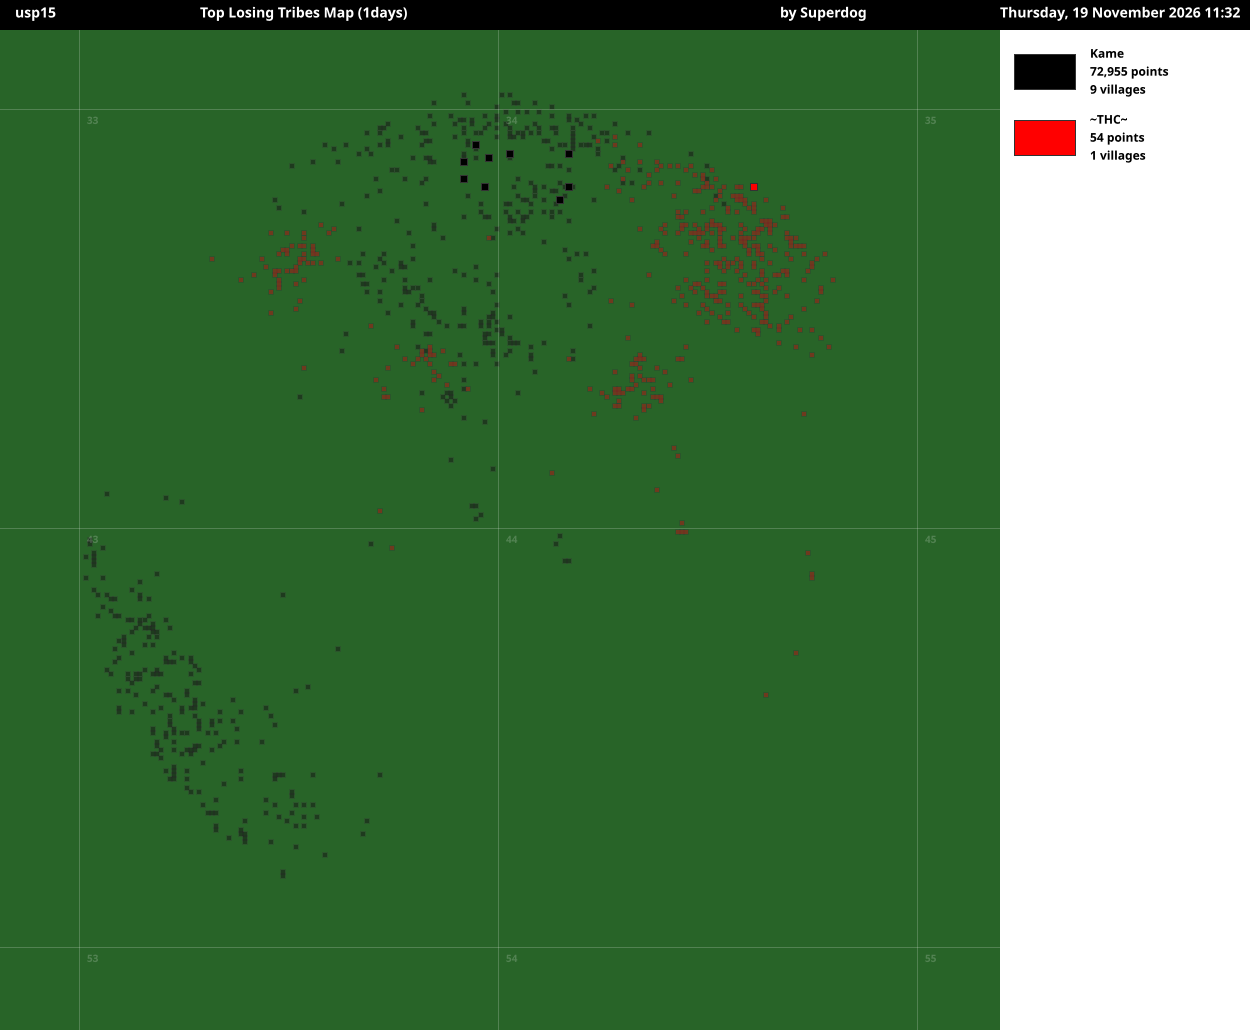 usp15 Top Losing Tribes Map (1days) by Superdog Thursday, 19 November 2026 11:32
Kame
72,955 points
9 villages
~THC~
54 points
1 villages
33 34 35
43 44 45
53 54 55